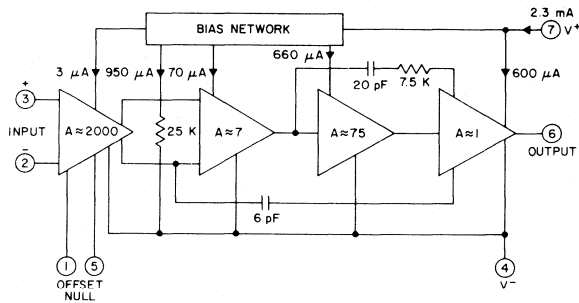 2.3 mA
BIAS NETWORK
7 V+
3 μA 950 μA 70 μA 660 μA 600 μA
20 pF 7.5 K
+
3
INPUT A≈2000 25 K A≈7 A≈75 A≈1 6
OUTPUT
−
2
6 pF
1 5 4
OFFSET
NULL
V−